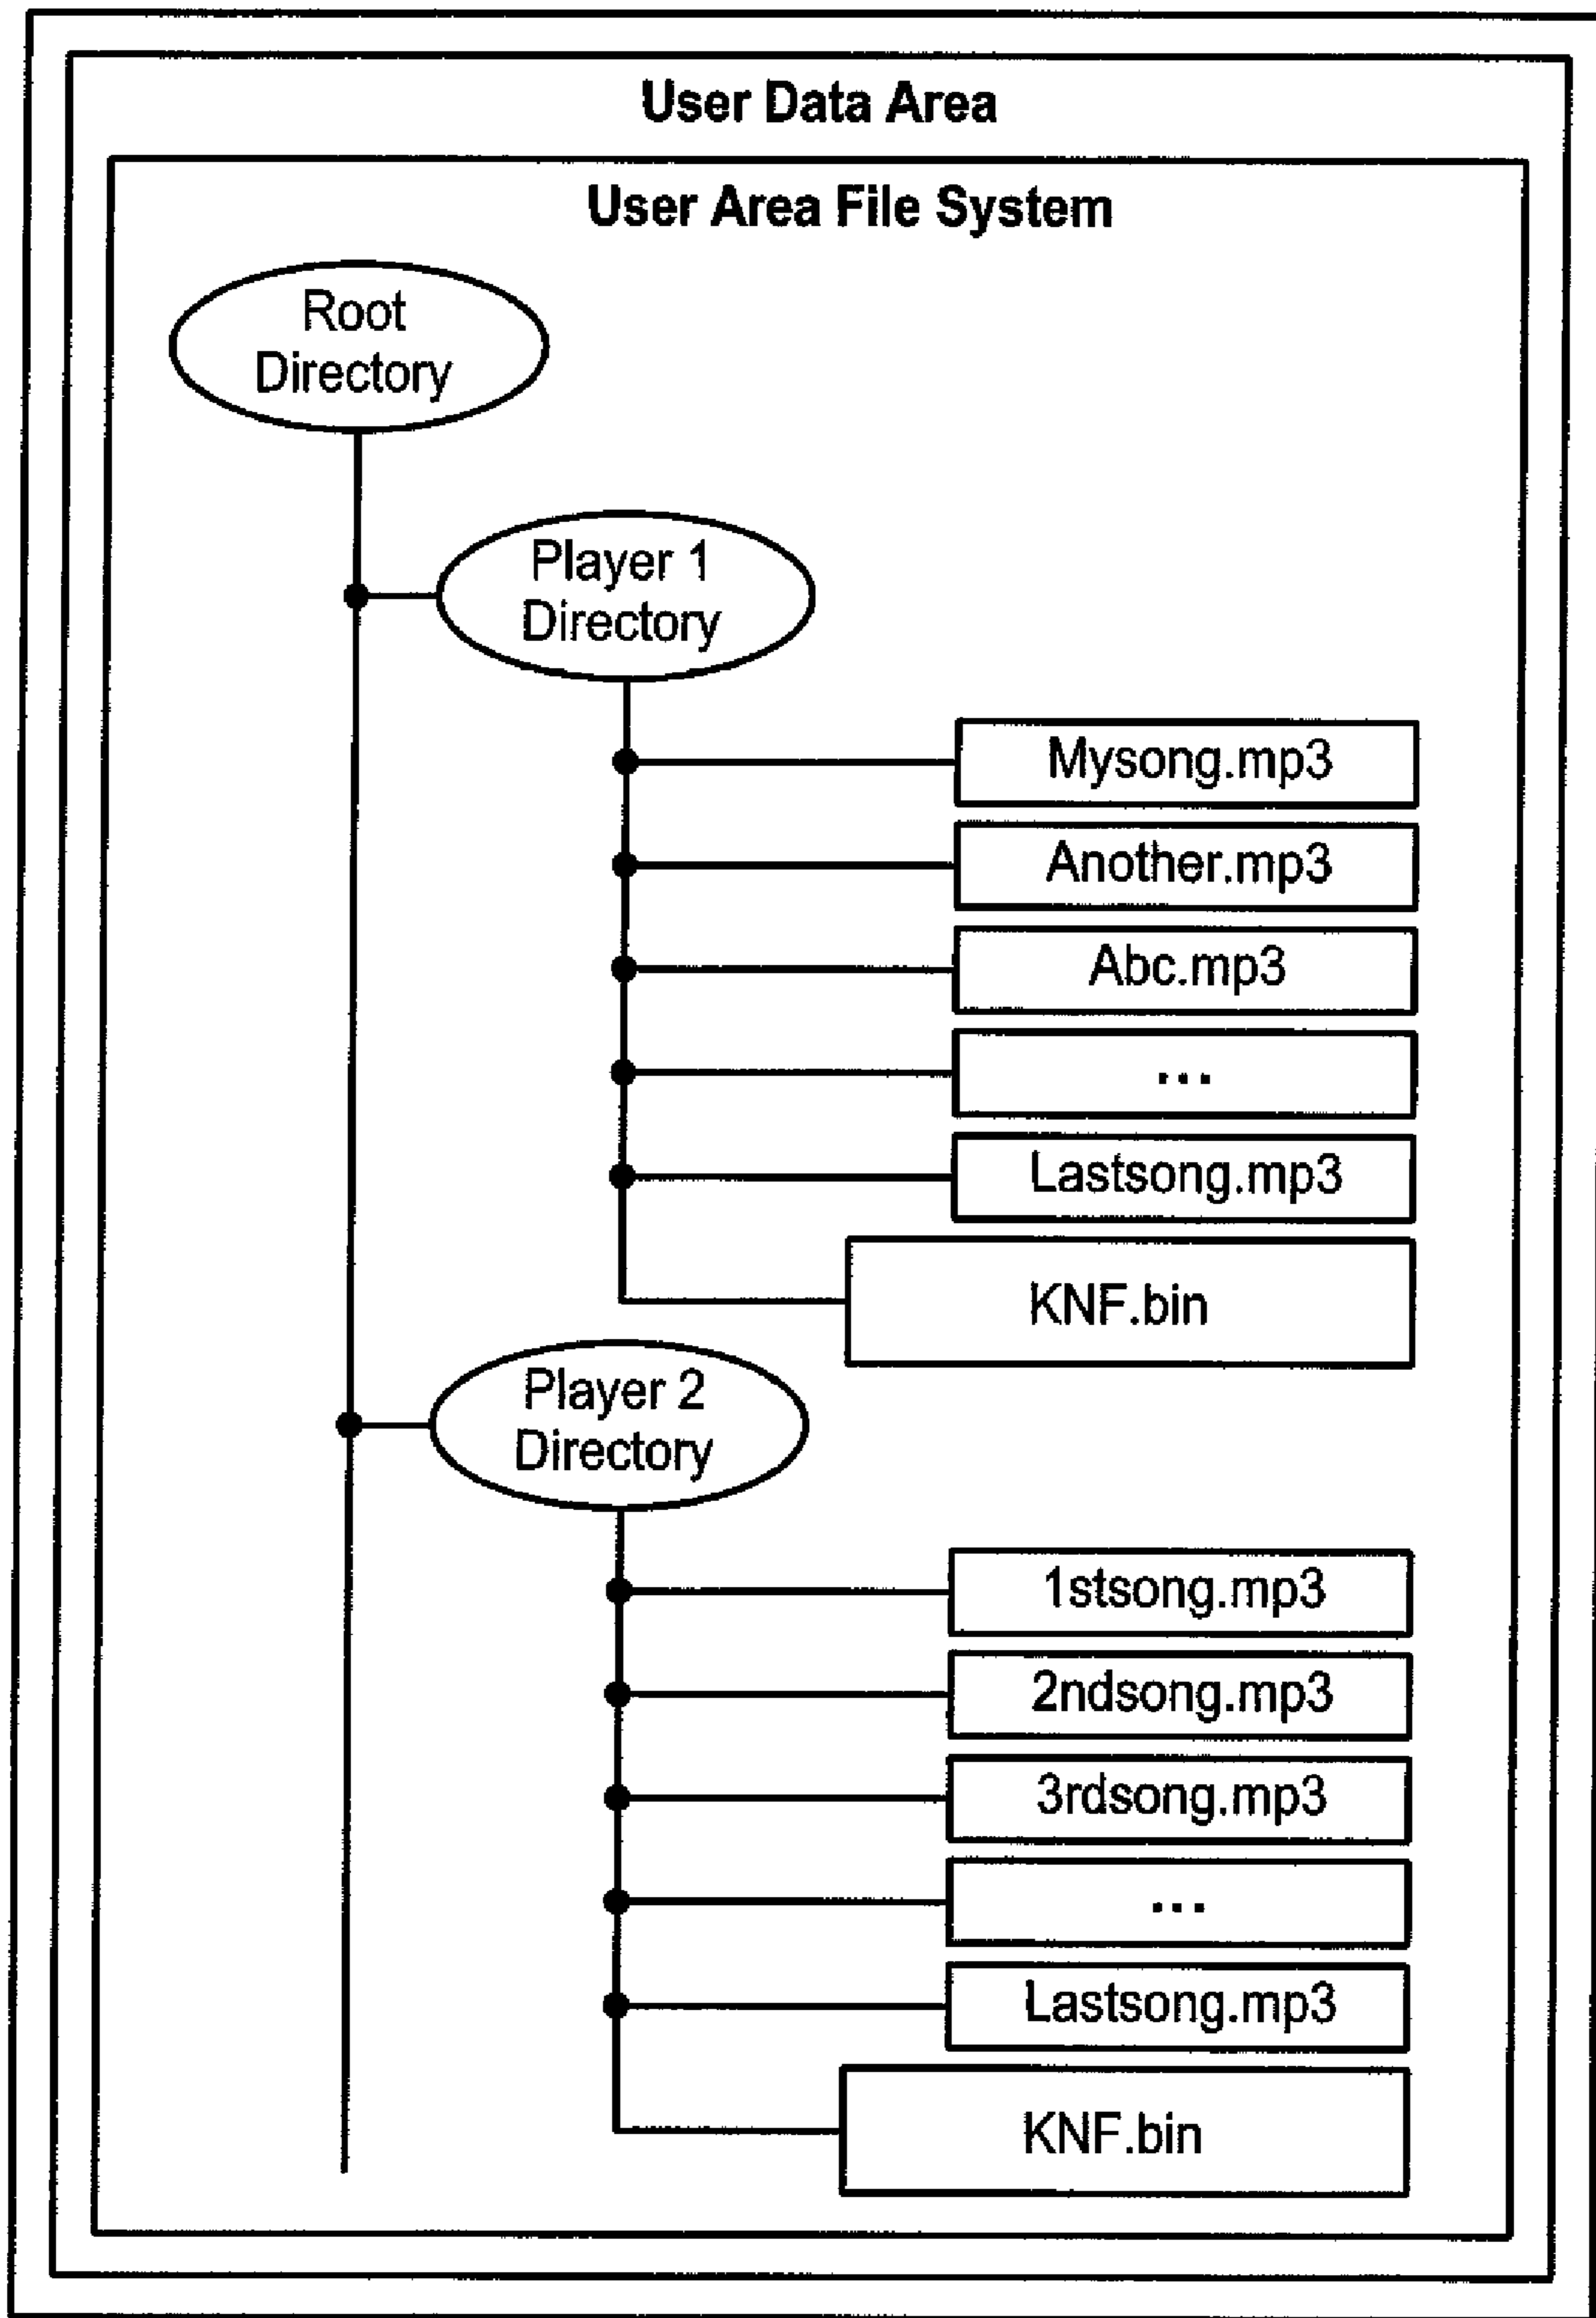 User Data Area
User Area File System
Root
Directory
Player 1
Directory
Mysong.mp3
Another.mp3
Abc.mp3
...
Lastsong.mp3
KNF.bin
Player 2
Directory
1stsong.mp3
2ndsong.mp3
3rdsong.mp3
...
Lastsong.mp3
KNF.bin